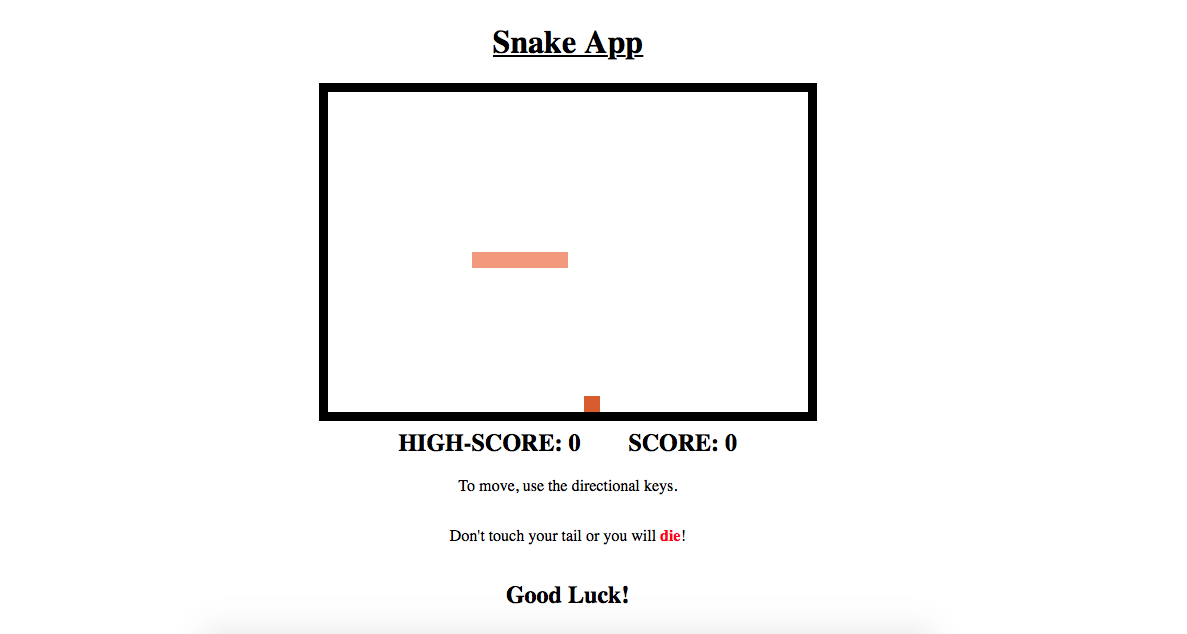 Snake App
HIGH-SCORE: 0 SCORE: 0
To move, use the directional keys.
Don't touch your tail or you will die!
Good Luck!